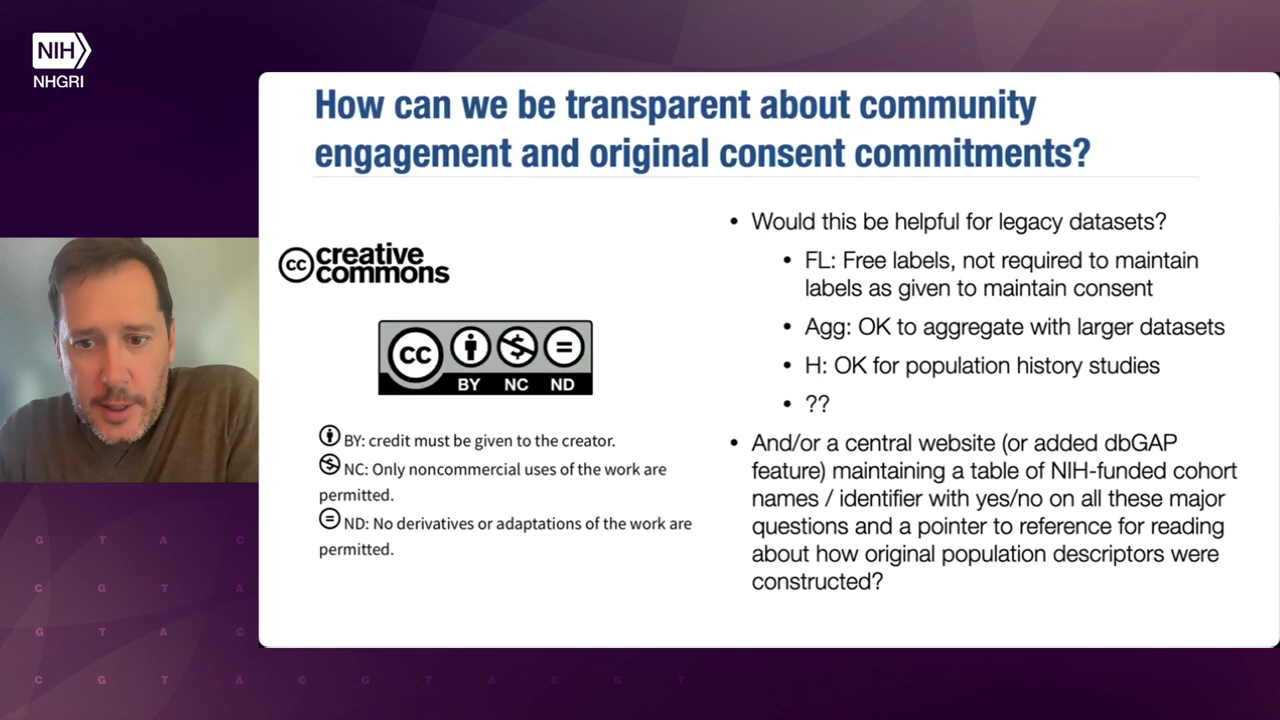 NIH
NHGRI
How can we be transparent about community
engagement and original consent commitments?
cc creative
commons
cc
BY NC ND
BY: credit must be given to the creator.
NC: Only noncommercial uses of the work are
permitted.
ND: No derivatives or adaptations of the work are
permitted.
• Would this be helpful for legacy datasets?
• FL: Free labels, not required to maintain
labels as given to maintain consent
• Agg: OK to aggregate with larger datasets
• H: OK for population history studies
• ??
• And/or a central website (or added dbGAP
feature) maintaining a table of NIH-funded cohort
names / identifier with yes/no on all these major
questions and a pointer to reference for reading
about how original population descriptors were
constructed?
G T A C
C G T A
G T A C
C G T A C G T A C G T